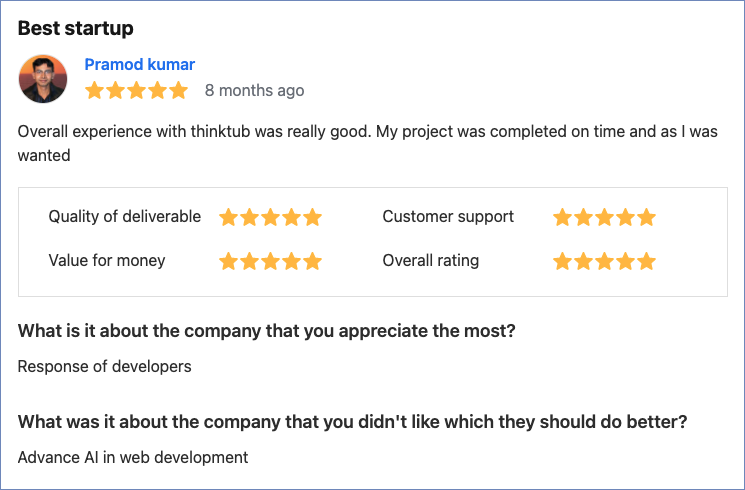 Best startup
Pramod kumar
8 months ago
Overall experience with thinktub was really good. My project was completed on time and as I was
wanted
Quality of deliverable
Customer support
Value for money
Overall rating
What is it about the company that you appreciate the most?
Response of developers
What was it about the company that you didn't like which they should do better?
Advance AI in web development